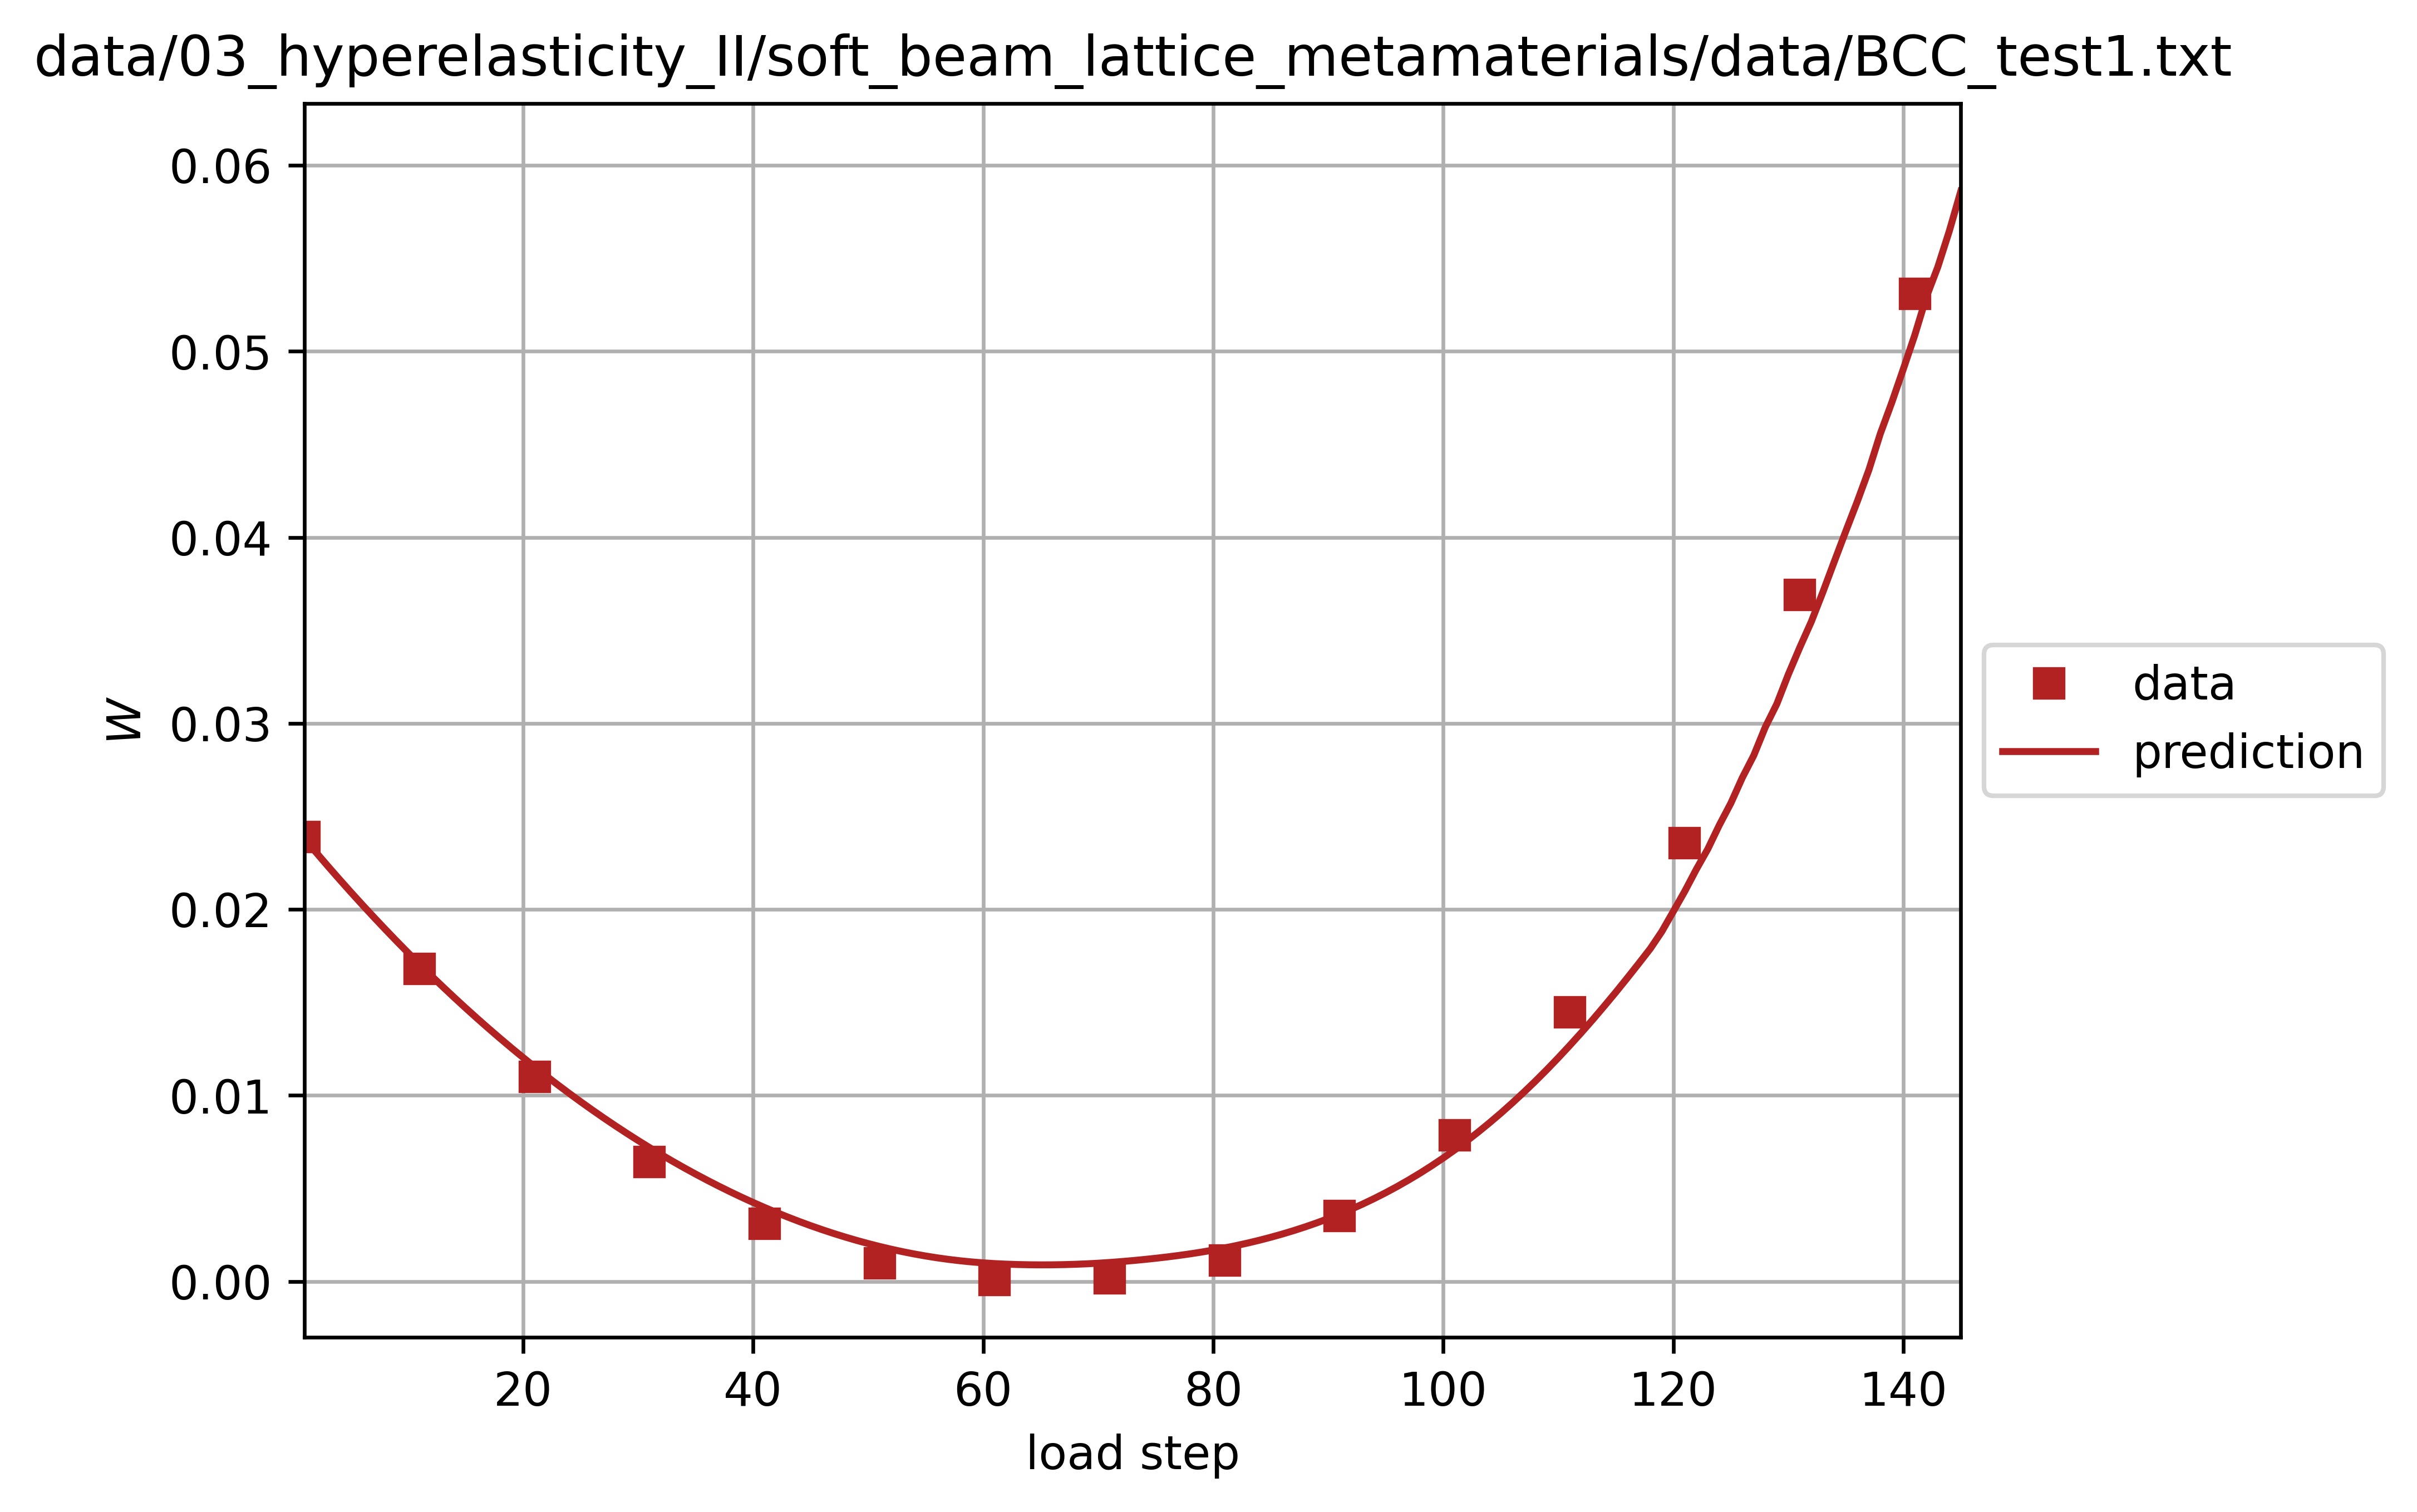 data/03_hyperelasticity_II/soft_beam_lattice_metamaterials/data/BCC_test1.txt
0.06
0.05
0.04
0.03
0.02
0.01
0.00
W
20 40 60 80 100 120 140
load step
data
prediction